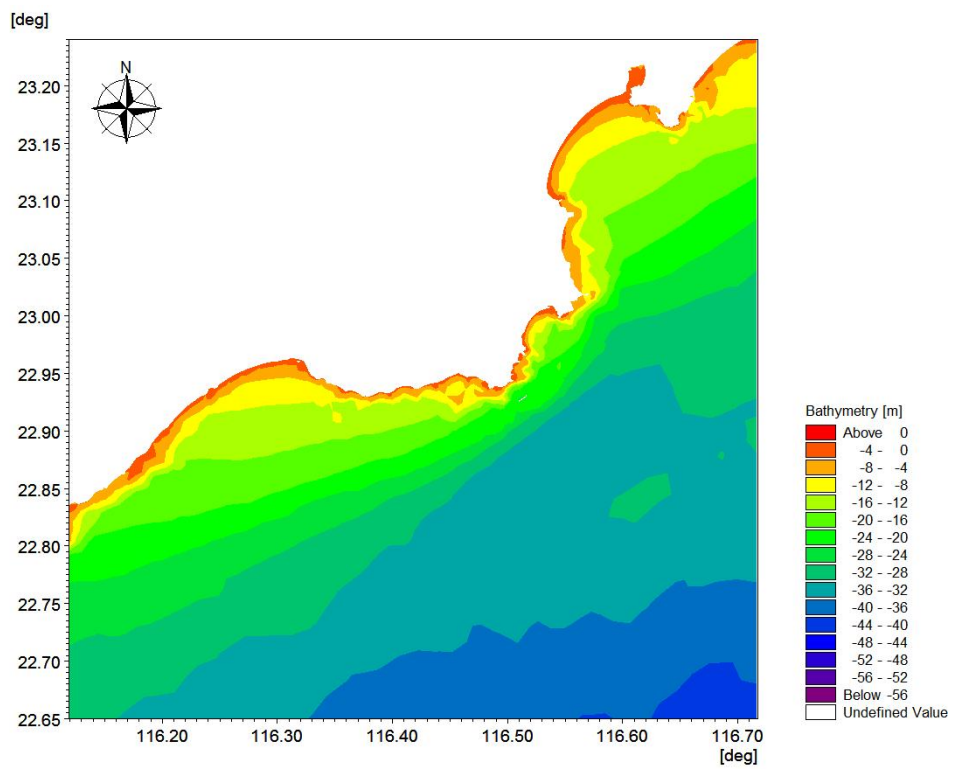 [deg]
N
23.20
23.15
23.10
23.05
23.00
22.95
22.90
22.85
22.80
22.75
22.70
22.65
116.20 116.30 116.40 116.50 116.60 116.70
[deg]
Bathymetry [m]
Above 0
-4 - 0
-8 - -4
-12 - -8
-16 - -12
-20 - -16
-24 - -20
-28 - -24
-32 - -28
-36 - -32
-40 - -36
-44 - -40
-48 - -44
-52 - -48
-56 - -52
Below -56
Undefined Value